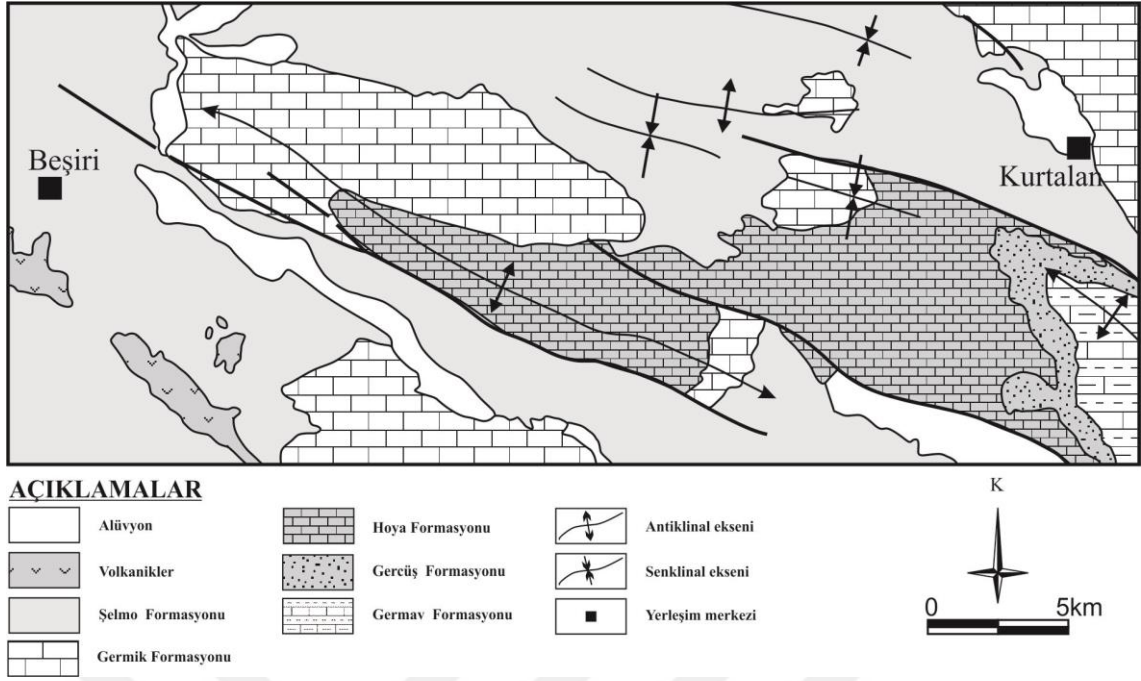 Beşiri
Kurtalan
AÇIKLAMALAR
Alüvyon
Volkanikler
Şelmo Formasyonu
Germik Formasyonu
Hoya Formasyonu
Gercüş Formasyonu
Germav Formasyonu
Antiklinal ekseni
Senklinal ekseni
Yerleşim merkezi
K
0 5km